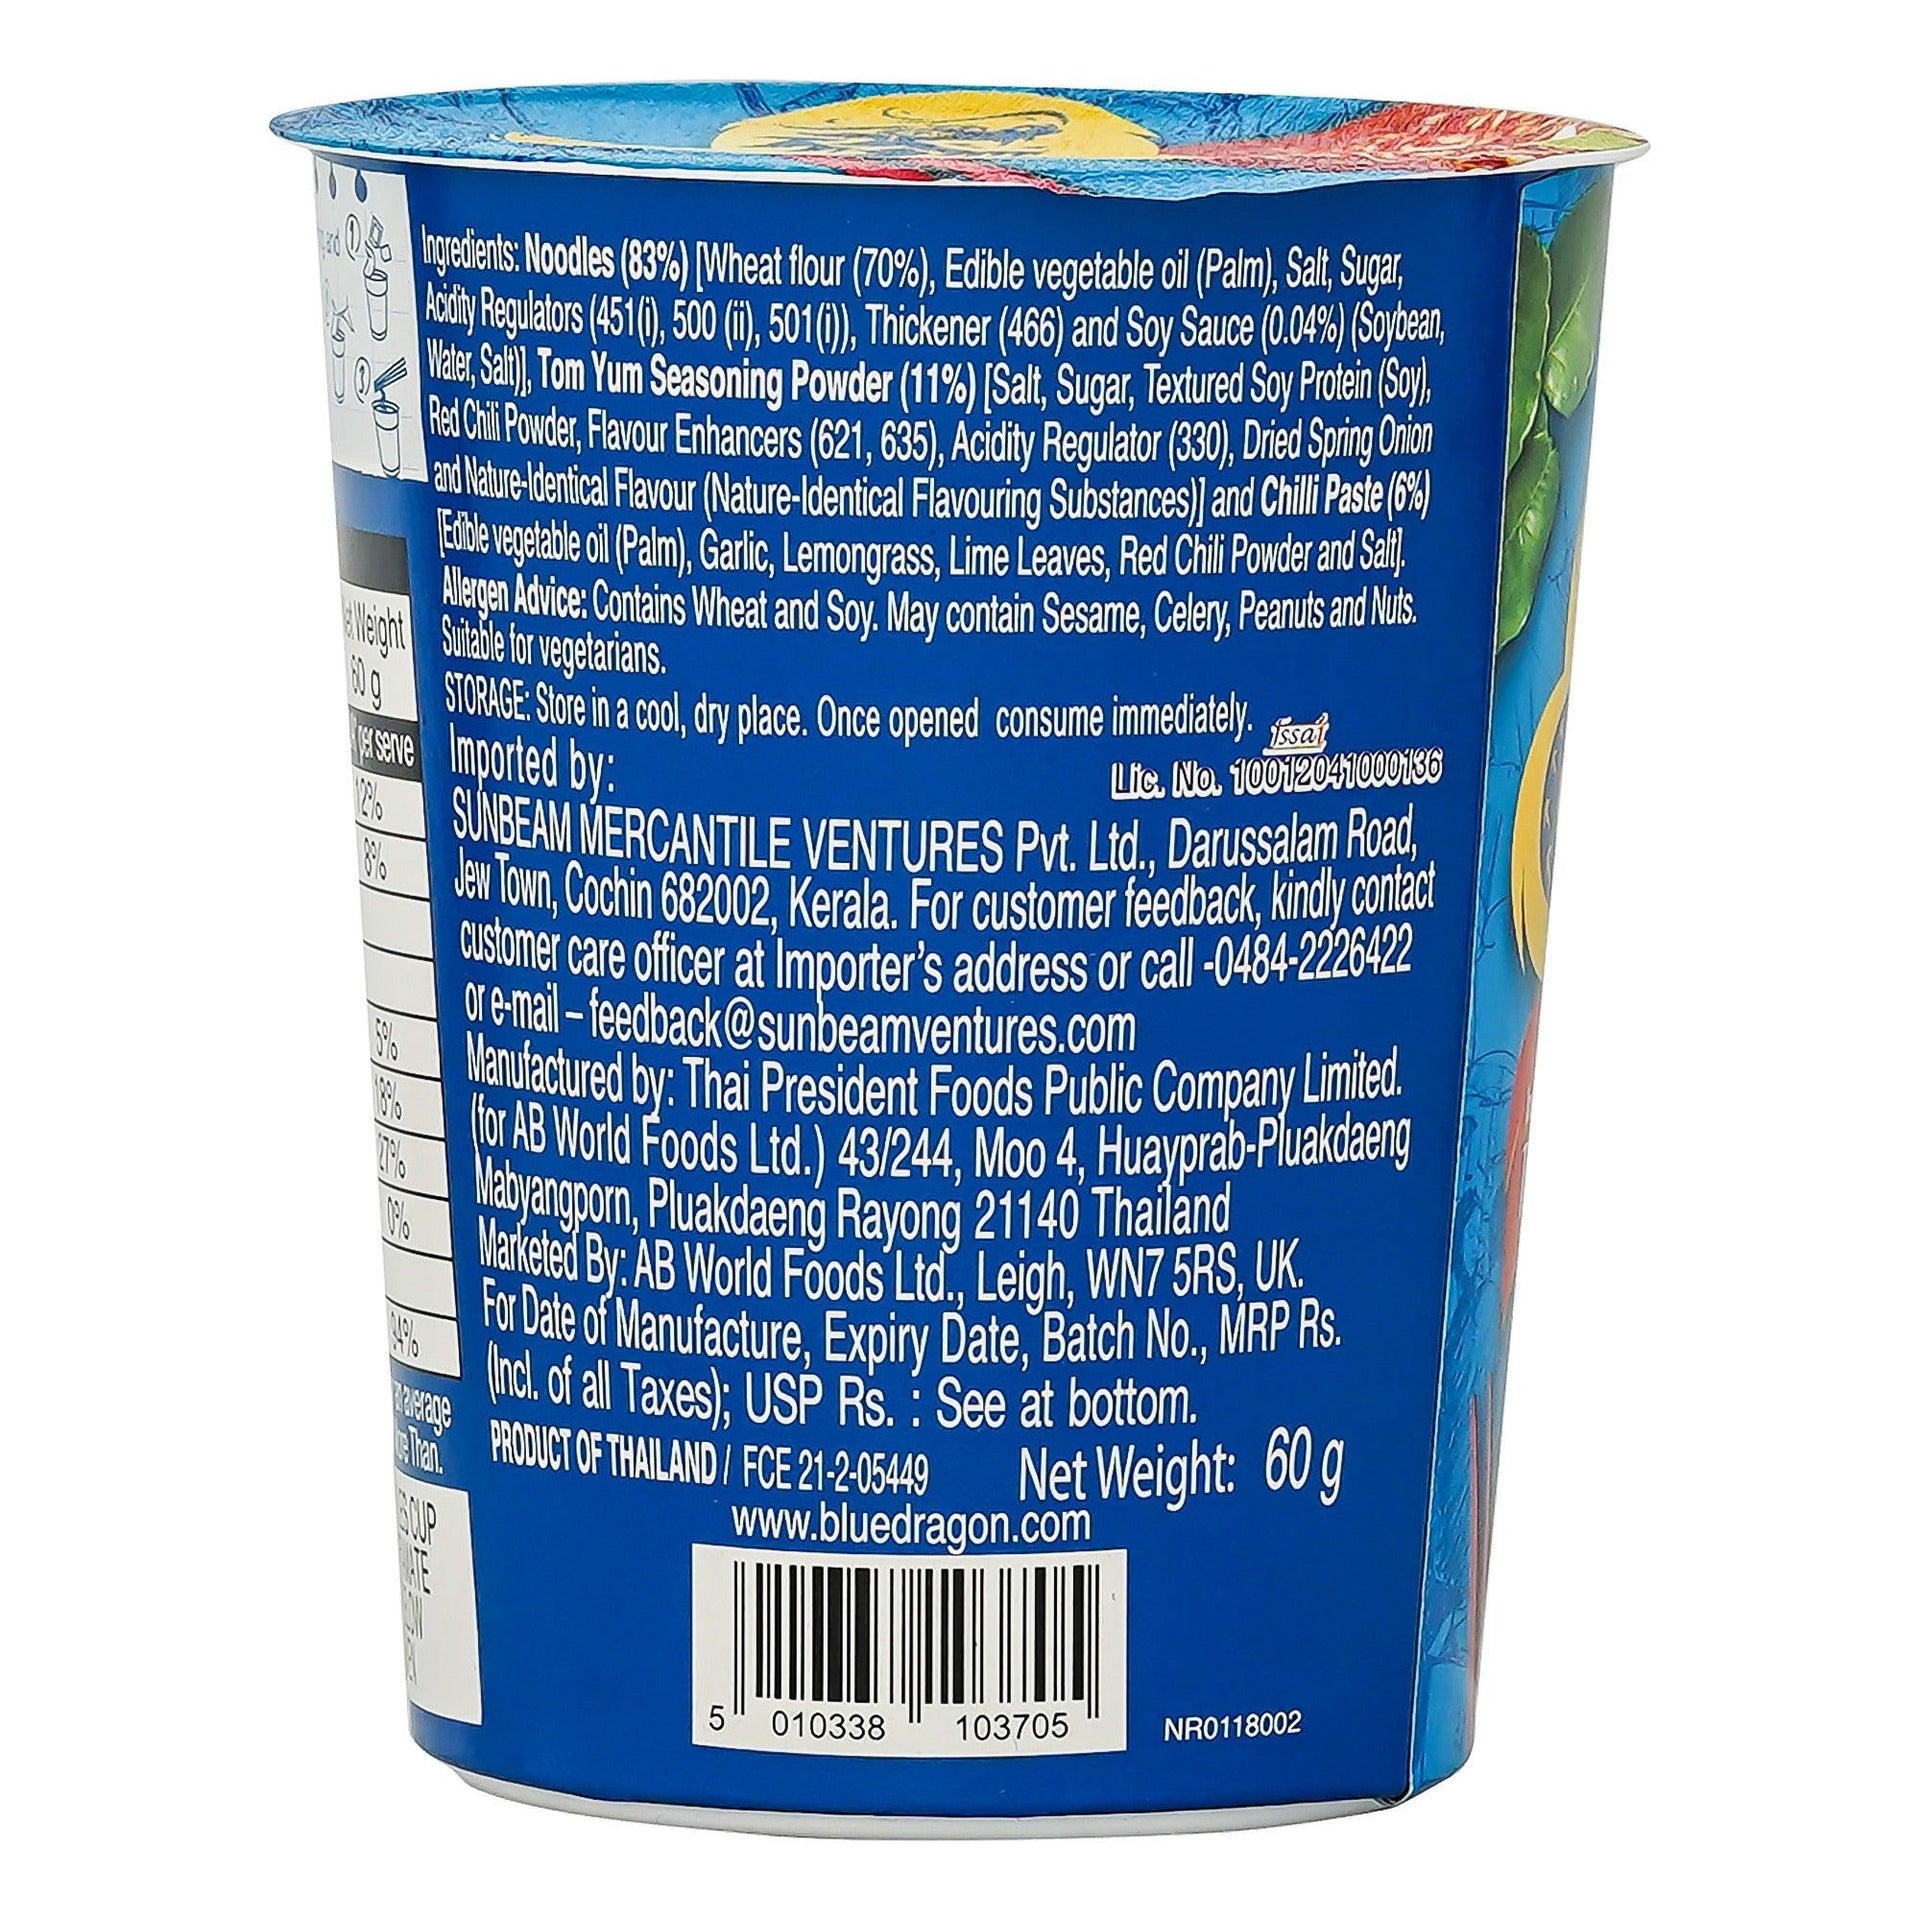 and 1
3
Ingredients: Noodles (83%) [Wheat flour (70%), Edible vegetable oil (Palm), Salt, Sugar,
Acidity Regulators (451(i), 500 (ii), 501(i)), Thickener (466) and Soy Sauce (0.04%) (Soybean,
Water, Salt)], Tom Yum Seasoning Powder (11%) [Salt, Sugar, Textured Soy Protein (Soy),
Red Chili Powder, Flavour Enhancers (621, 635), Acidity Regulator (330), Dried Spring Onion
and Nature-Identical Flavour (Nature-Identical Flavouring Substances)] and Chilli Paste (6%)
[Edible vegetable oil (Palm), Garlic, Lemongrass, Lime Leaves, Red Chili Powder and Salt].
Allergen Advice: Contains Wheat and Soy. May contain Sesame, Celery, Peanuts and Nuts.
Suitable for vegetarians.
STORAGE: Store in a cool, dry place. Once opened consume immediately.
fssai
Lic. No. 10012041000136
Imported by:
SUNBEAM MERCANTILE VENTURES Pvt. Ltd., Darussalam Road,
Jew Town, Cochin 682002, Kerala. For customer feedback, kindly contact
customer care officer at Importer's address or call -0484-2226422
or e-mail – feedback@sunbeamventures.com
Manufactured by: Thai President Foods Public Company Limited.
(for AB World Foods Ltd.) 43/244, Moo 4, Huayprab-Pluakdaeng
Mabyangporn, Pluakdaeng Rayong 21140 Thailand
Marketed By: AB World Foods Ltd., Leigh, WN7 5RS, UK.
For Date of Manufacture, Expiry Date, Batch No., MRP Rs.
(Incl. of all Taxes); USP Rs. : See at bottom.
PRODUCT OF THAILAND / FCE 21-2-05449 Net Weight: 60 g
www.bluedragon.com
5 010338 103705
NR0118002
Weight
60 g
per serve
12%
8%
5%
18%
27%
0%
average
Than.
CUP